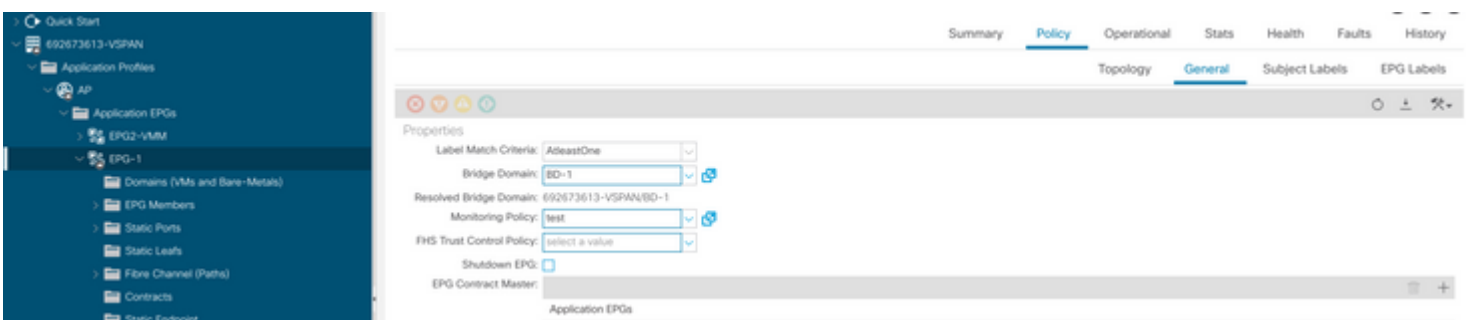 Quick Start
692673613-VSPAN
Application Profiles
AP
Application EPGs
EPG2-VMM
EPG-1
Domains (VMs and Bare-Metals)
EPG Members
Static Ports
Static Leafs
Fibre Channel (Paths)
Contracts
Static Endpoint
Summary Policy Operational Stats Health Faults History
Topology General Subject Labels EPG Labels
Properties
Label Match Criteria: AtleastOne
Bridge Domain: BD-1
Resolved Bridge Domain: 692673613-VSPAN/BD-1
Monitoring Policy: test
FHS Trust Control Policy: select a value
Shutdown EPG:
EPG Contract Master:
Application EPGs